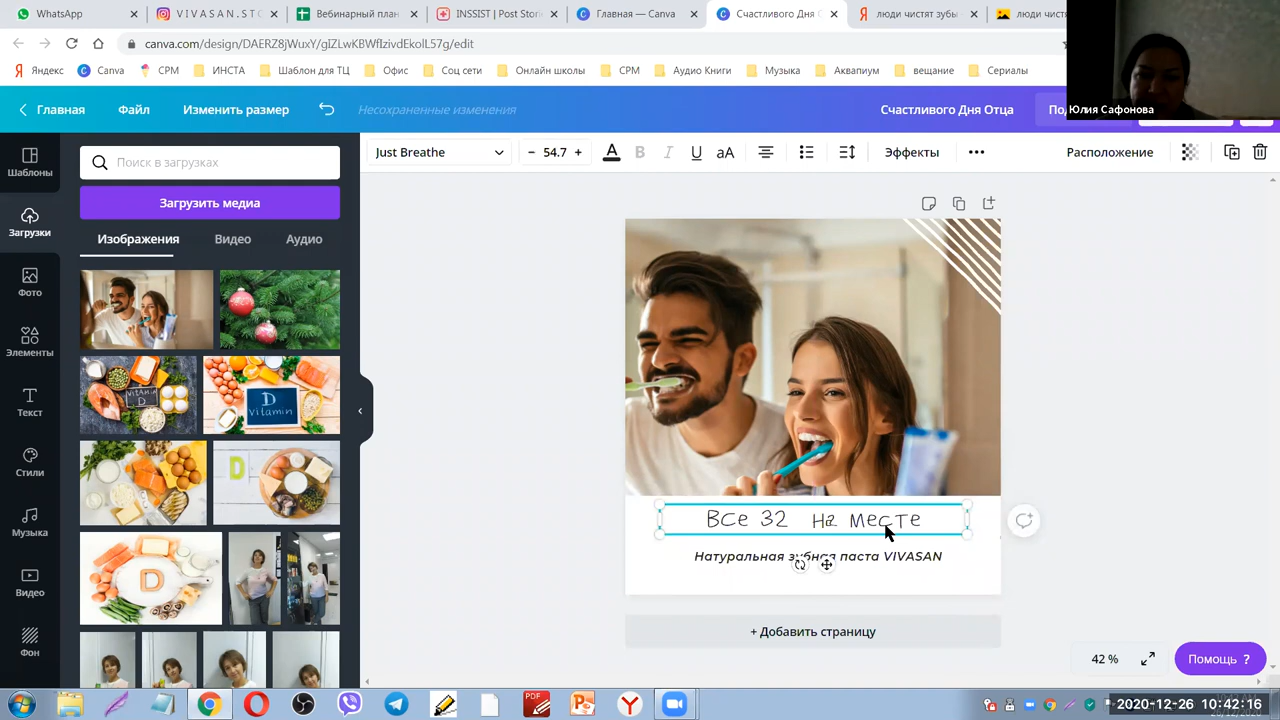 WhatsApp
V I V A S A N . S T O
Вебинарный план
INSSIST | Post Stori
Главная — Canva
Счастливого Дня Отца
люди чистят зубы
люди чистя
canva.com/design/DAERZ8jWuxY/gIZLwKBWfIzivdEkolL57g/edit
Яндекс
Canva
СРМ
ИНСТА
Шаблон для ТЦ
Офис
Соц сети
Онлайн школы
СРМ
Аудио Книги
Музыка
Аквапиум
вещание
Сериалы
Юлия Сафонова
Главная
Файл
Изменить размер
Несохраненные изменения
Счастливого Дня Отца
Шаблоны
Загрузки
Фото
Элементы
Текст
Стили
Музыка
Видео
Фон
Поиск в загрузках
Загрузить медиа
Изображения
Видео
Аудио
Just Breathe
– 54.7 +
A
B
I
U
aA
Эффекты
Расположение
VITAMIN D
D vitamin
D
D
Все 32 на месте
Натуральная зубная паста VIVASAN
+ Добавить страницу
42 %
Помощь ?
PDF
2020-12-26 10:42:16